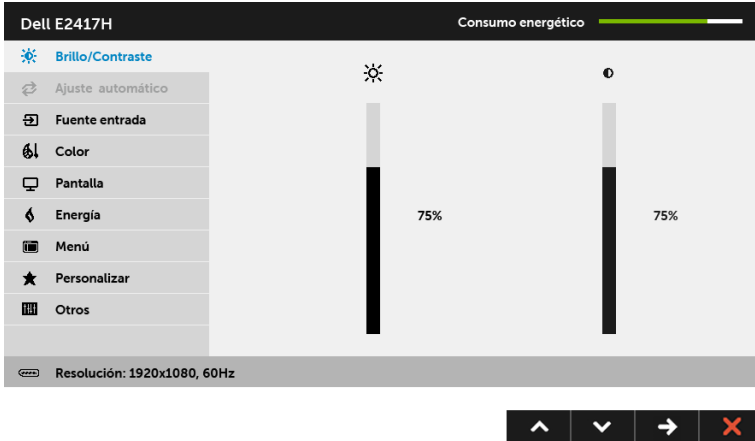 Dell E2417H
Consumo energético
Brillo/Contraste
Ajuste automático
Fuente entrada
Color
Pantalla
Energía
Menú
Personalizar
Otros
75%
75%
Resolución: 1920x1080, 60Hz